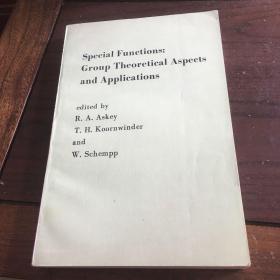 Special Functions:
Group Theoretical Aspects
and Applications
edited by
R. A. Askey
T. H. Koornwinder
and
W. Schempp